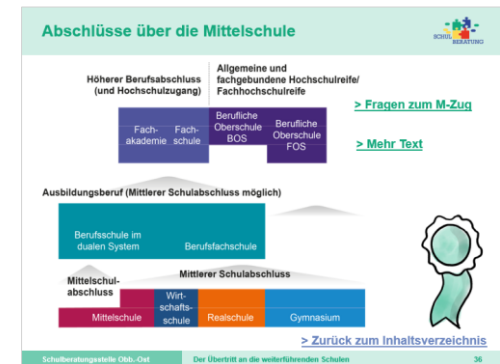 Abschlüsse über die Mittelschule
SCHUL
BERATUNG
Höherer Berufsabschluss
(und Hochschulzugang)
Allgemeine und
fachgebundene Hochschulreife/
Fachhochschulreife
Fach-
akademie
Fach-
schule
Berufliche
Oberschule
BOS
Berufliche
Oberschule
FOS
> Fragen zum M-Zug
> Mehr Text
Ausbildungsberuf (Mittlerer Schulabschluss möglich)
Berufsschule im
dualen System
Berufsfachschule
Mittelschul-
abschluss
Mittlerer Schulabschluss
Mittelschule
Wirt-
schafts-
schule
Realschule
Gymnasium
> Zurück zum Inhaltsverzeichnis
Schulberatungsstelle Obb.-Ost
Der Übertritt an die weiterführenden Schulen
36